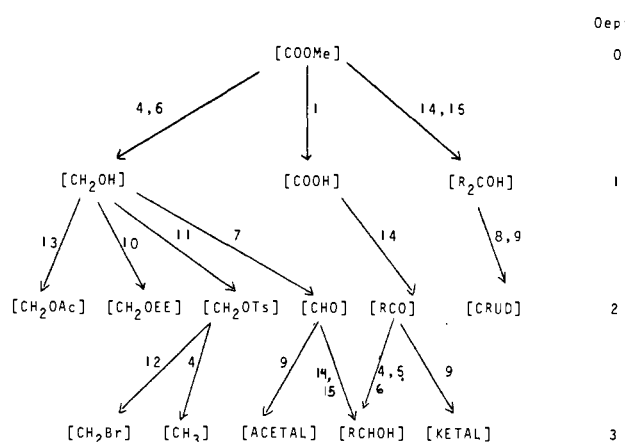 Oep
[COOMe] 0
4,6 1 14,15
[CH2OH] [COOH] [R2COH] 1
13 10 11 7 14 8,9
[CH2OAc] [CH2OEE] [CH2OTs] [CHO] [RCO] [CRUD] 2
12 4 9 14, 15 4,5, 6 9
[CH2Br] [CH3] [ACETAL] [RCHOH] [KETAL] 3